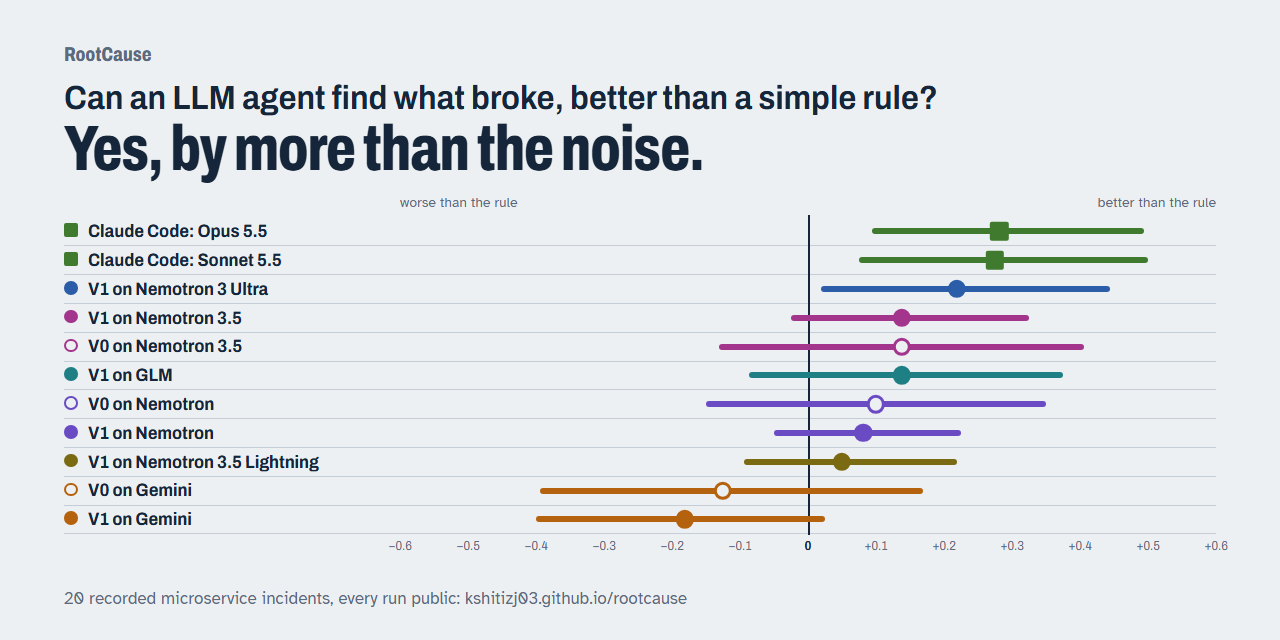 RootCause
Can an LLM agent find what broke, better than a simple rule?
Yes, by more than the noise.
worse than the rule
better than the rule
Claude Code: Opus 5.5
Claude Code: Sonnet 5.5
V1 on Nemotron 3 Ultra
V1 on Nemotron 3.5
V0 on Nemotron 3.5
V1 on GLM
V0 on Nemotron
V1 on Nemotron
V1 on Nemotron 3.5 Lightning
V0 on Gemini
V1 on Gemini
−0.6 −0.5 −0.4 −0.3 −0.2 −0.1 0 +0.1 +0.2 +0.3 +0.4 +0.5 +0.6
20 recorded microservice incidents, every run public: kshitizj03.github.io/rootcause